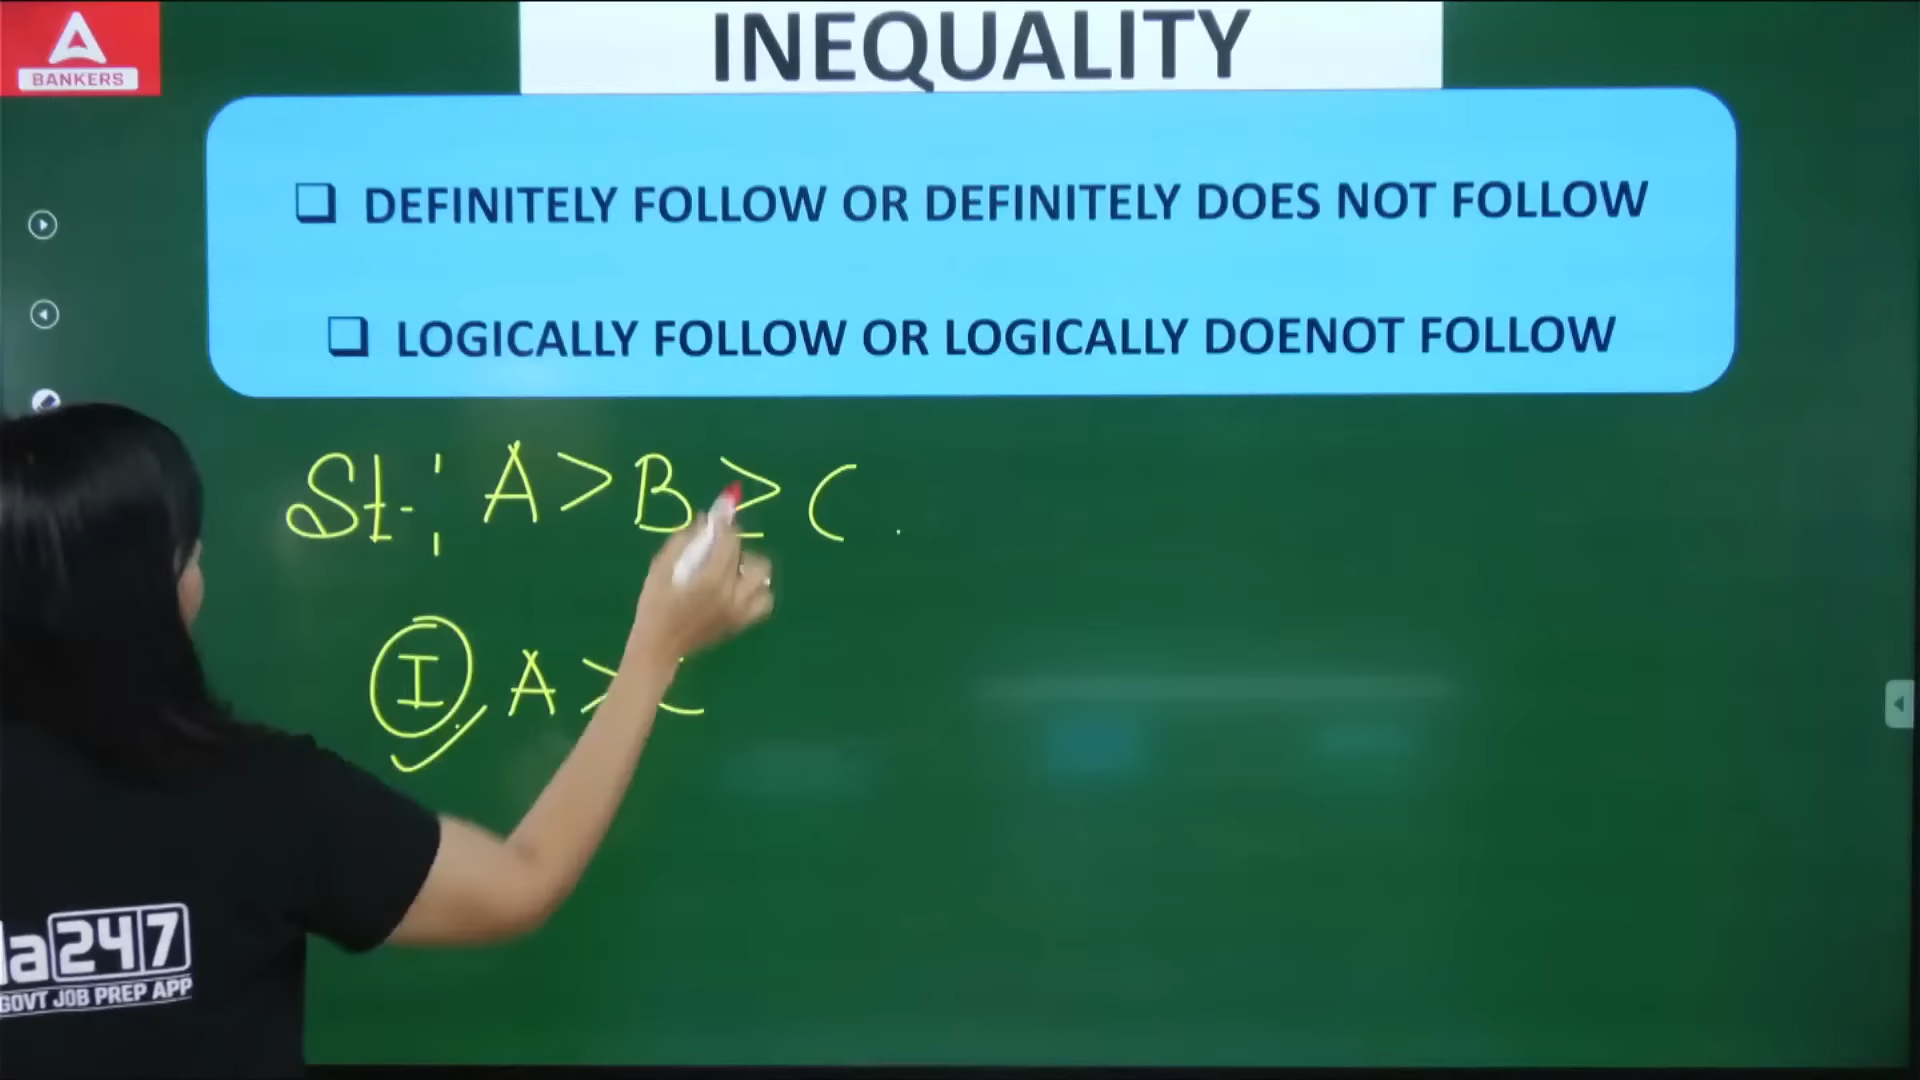 INEQUALITY
BANKERS
❑ DEFINITELY FOLLOW OR DEFINITELY DOES NOT FOLLOW
❑ LOGICALLY FOLLOW OR LOGICALLY DOENOT FOLLOW
St: A > B ≥ C
I A >
a247
GOVT JOB PREP APP